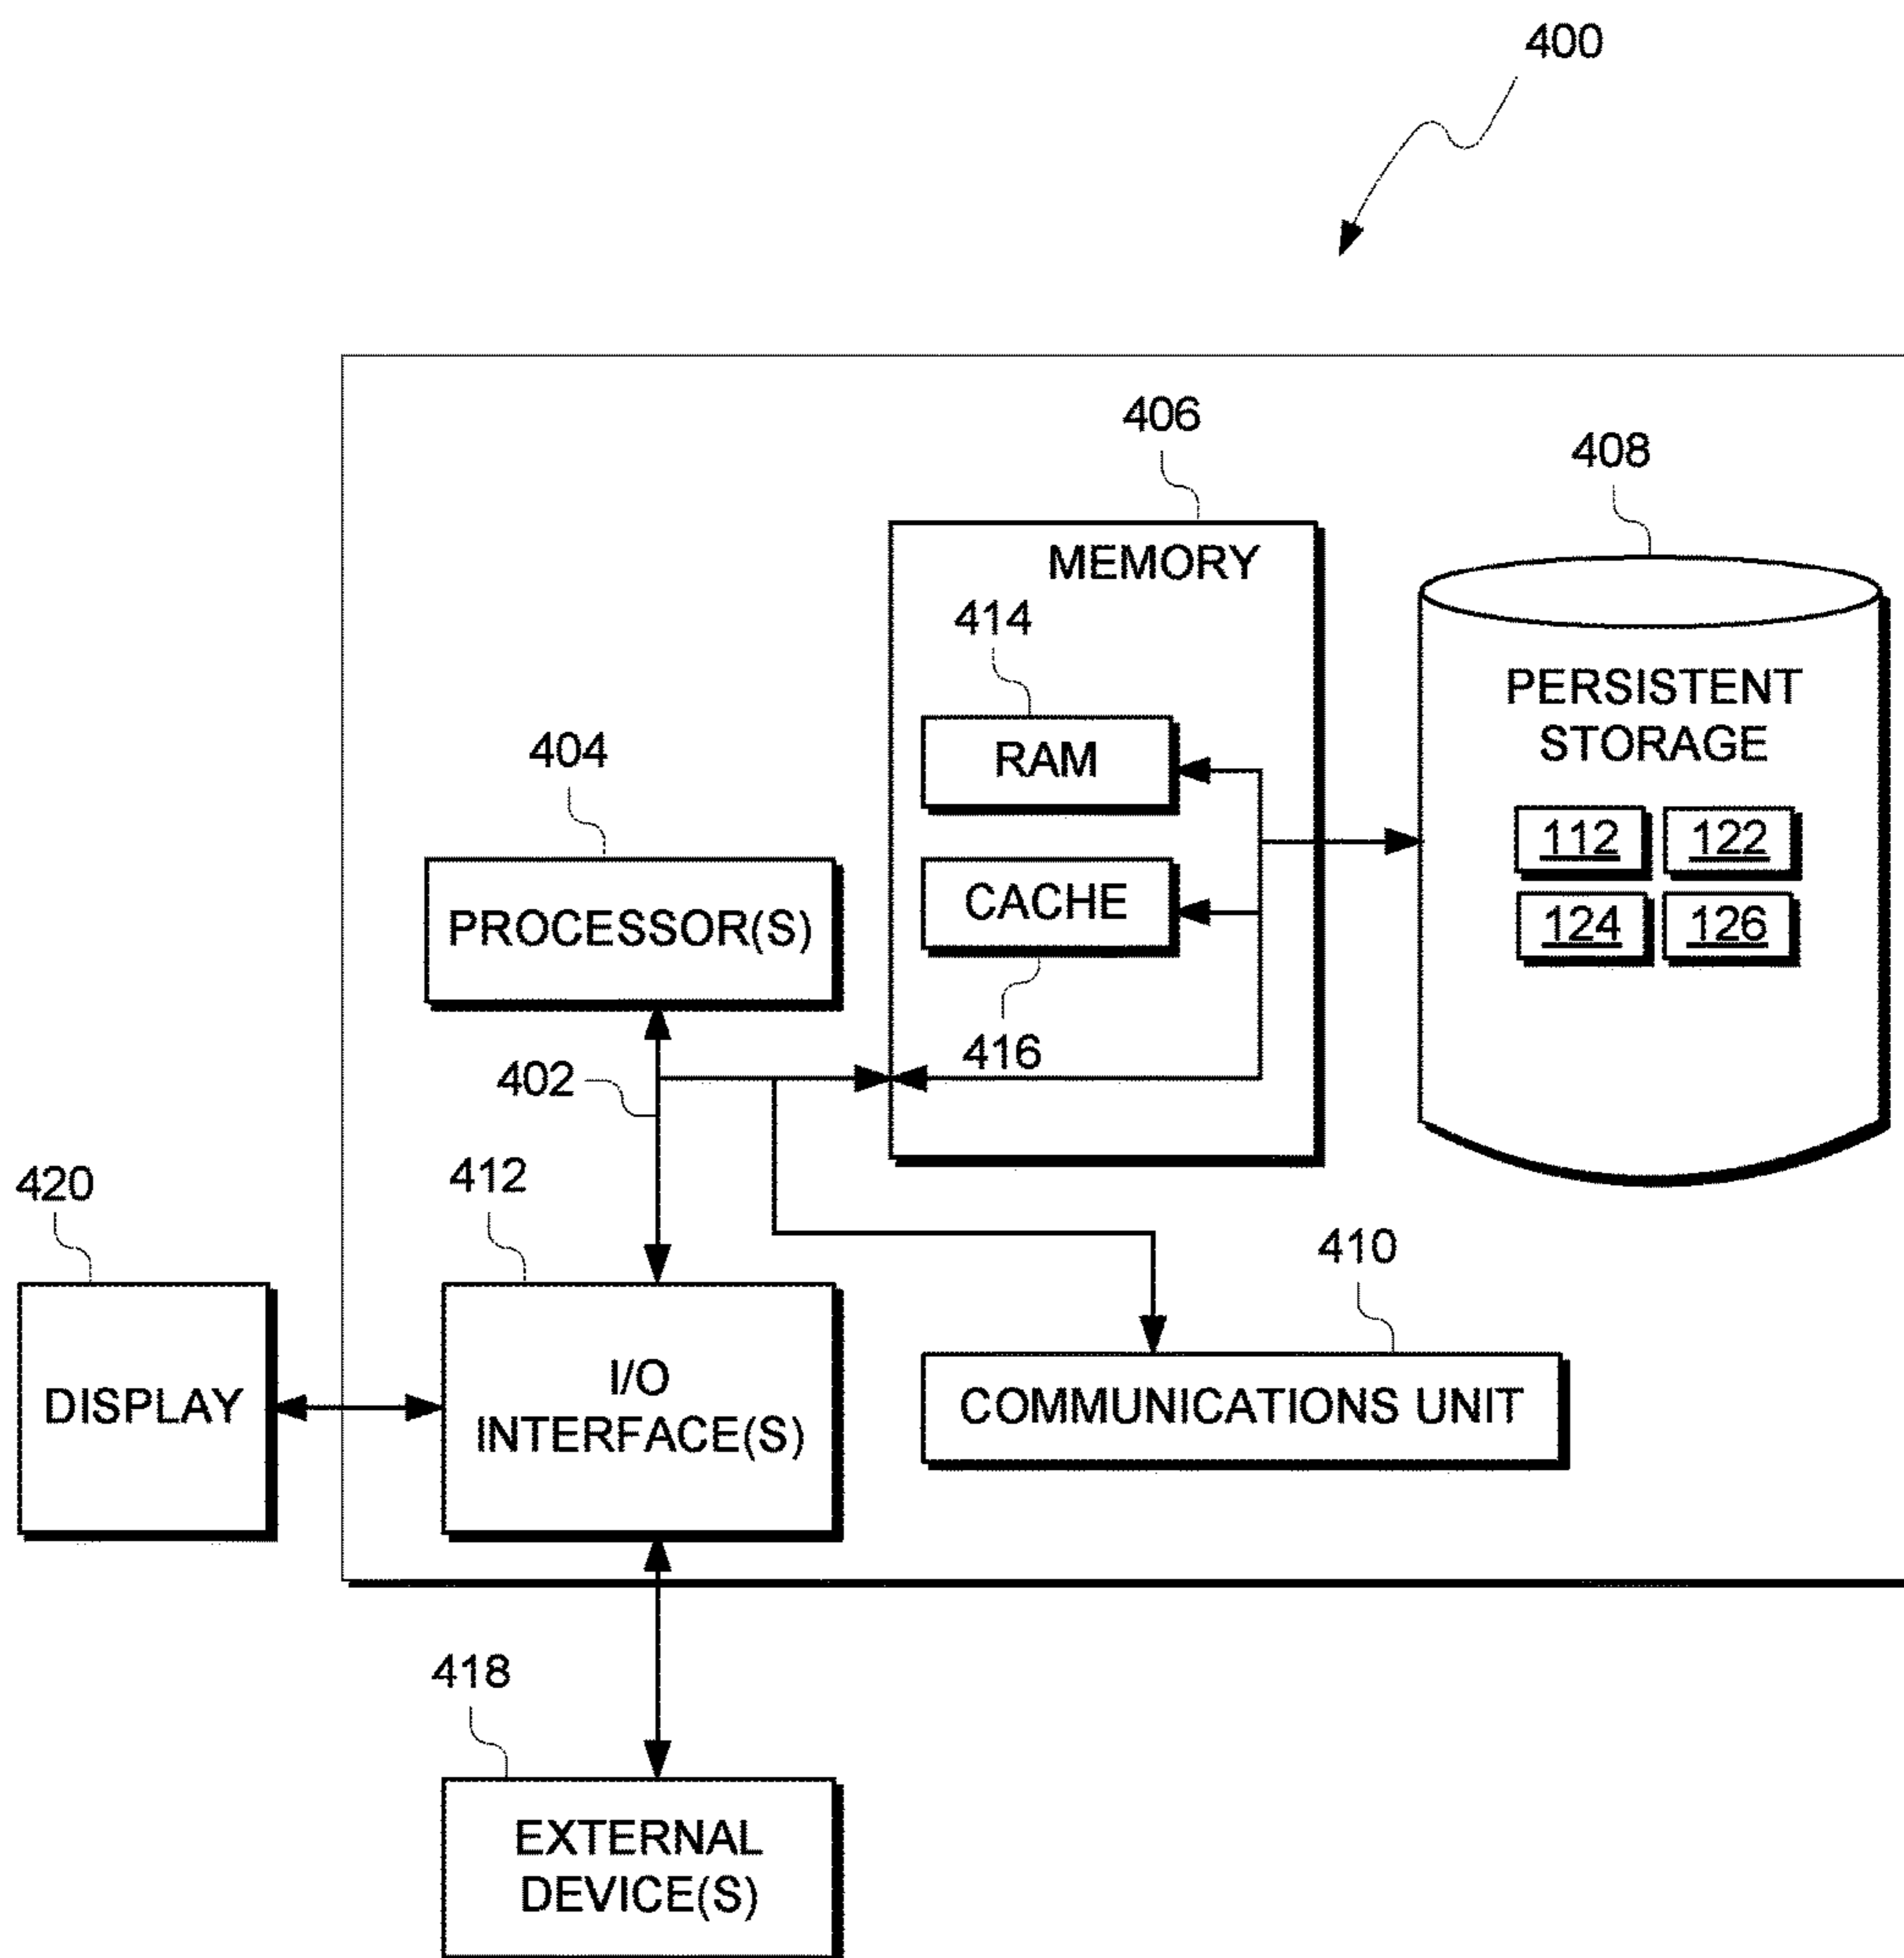 400
406
408
MEMORY
414
PERSISTENT
STORAGE
RAM
404
112
122
CACHE
PROCESSOR(S)
124
126
416
402
412
420
410
I/O
INTERFACE(S)
DISPLAY
COMMUNICATIONS UNIT
418
EXTERNAL
DEVICE(S)